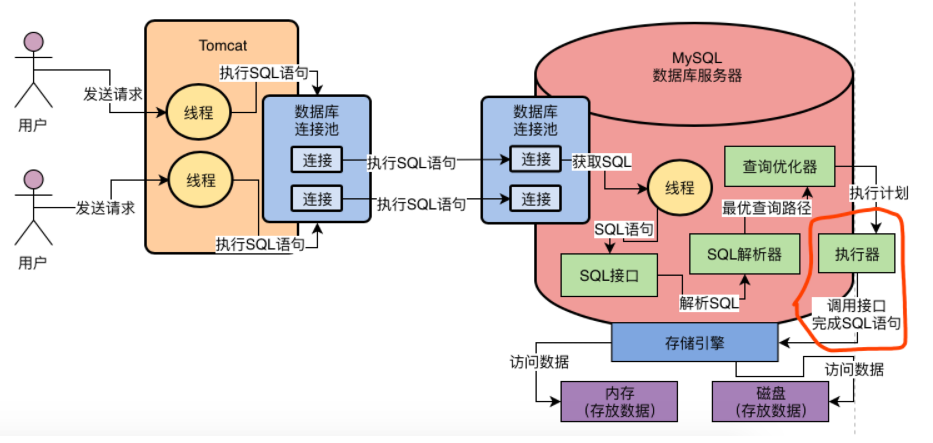 用户
发送请求
用户
发送请求
Tomcat
执行SQL语句
线程
线程
执行SQL语句
数据库
连接池
连接
连接
执行SQL语句
执行SQL语句
MySQL
数据库服务器
数据库
连接池
连接
连接
获取SQL
线程
SQL语句
SQL接口
解析SQL
SQL解析器
最优查询路径
查询优化器
执行计划
执行器
调用接口
完成SQL语句
存储引擎
访问数据
访问数据
内存
(存放数据)
磁盘
(存放数据)